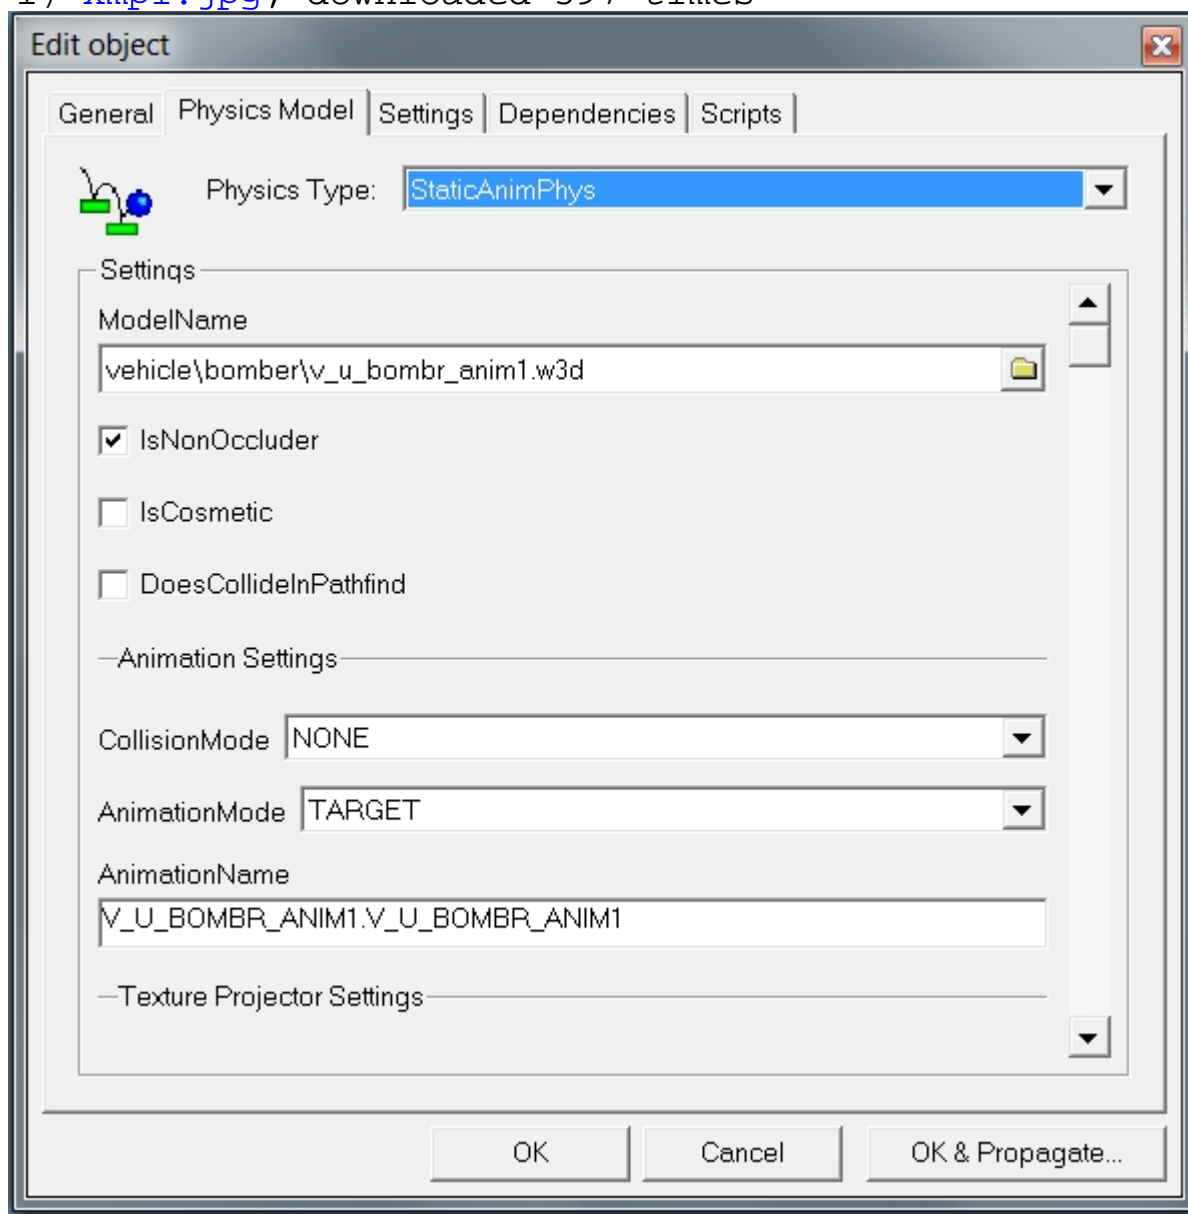 Edit object
General Physics Model Settings Dependencies Scripts
Physics Type: StaticAnimPhys
Settings
ModelName
vehicle\bomber\v_u_bombr_anim1.w3d
IsNonOccluder
IsCosmetic
DoesCollideInPathfind
Animation Settings
CollisionMode NONE
AnimationMode TARGET
AnimationName
V_U_BOMBR_ANIM1.V_U_BOMBR_ANIM1
Texture Projector Settings
OK Cancel OK & Propagate...